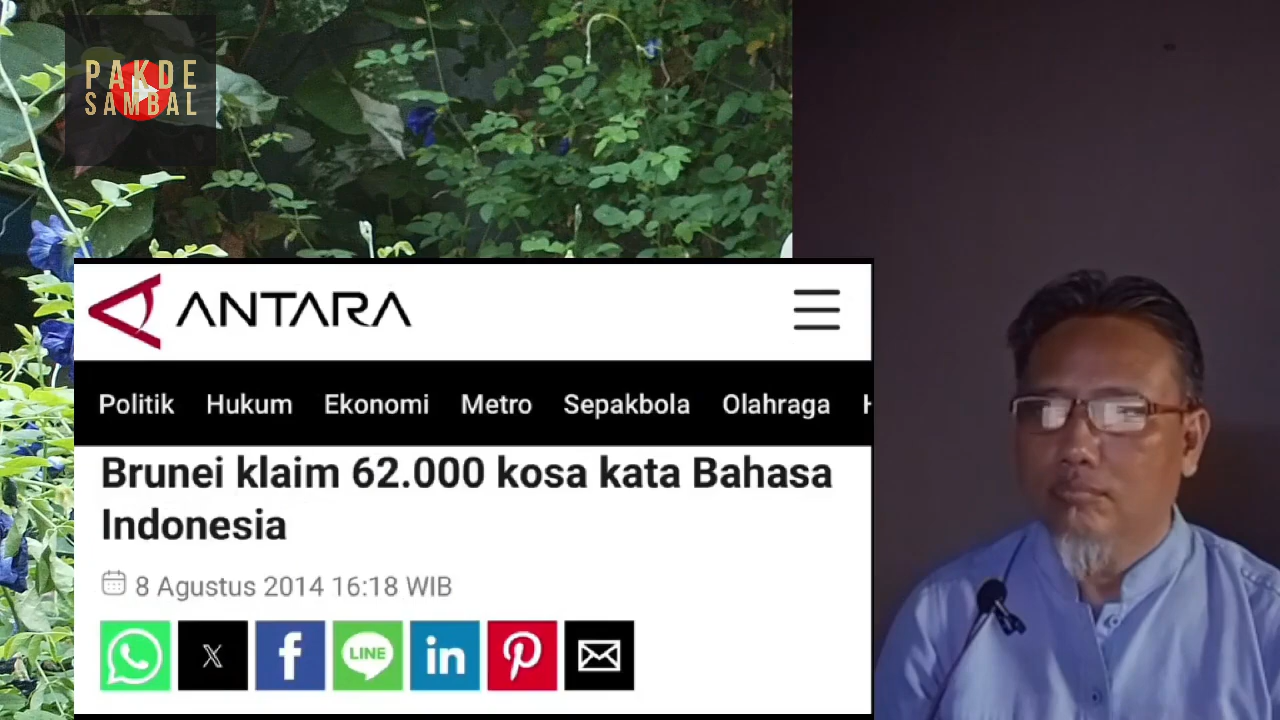 PAKDE
SAMBAL
ANTARA
Politik Hukum Ekonomi Metro Sepakbola Olahraga H
Brunei klaim 62.000 kosa kata Bahasa
Indonesia
8 Agustus 2014 16:18 WIB
LINE